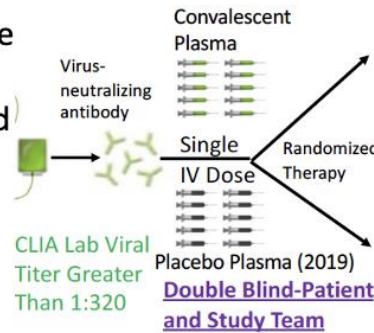 e
d
Virus-
neutralizing
antibody
Convalescent
Plasma
Single
IV Dose
Randomized
Therapy
CLIA Lab Viral
Titer Greater
Than 1:320
Placebo Plasma (2019)
Double Blind-Patient
and Study Team